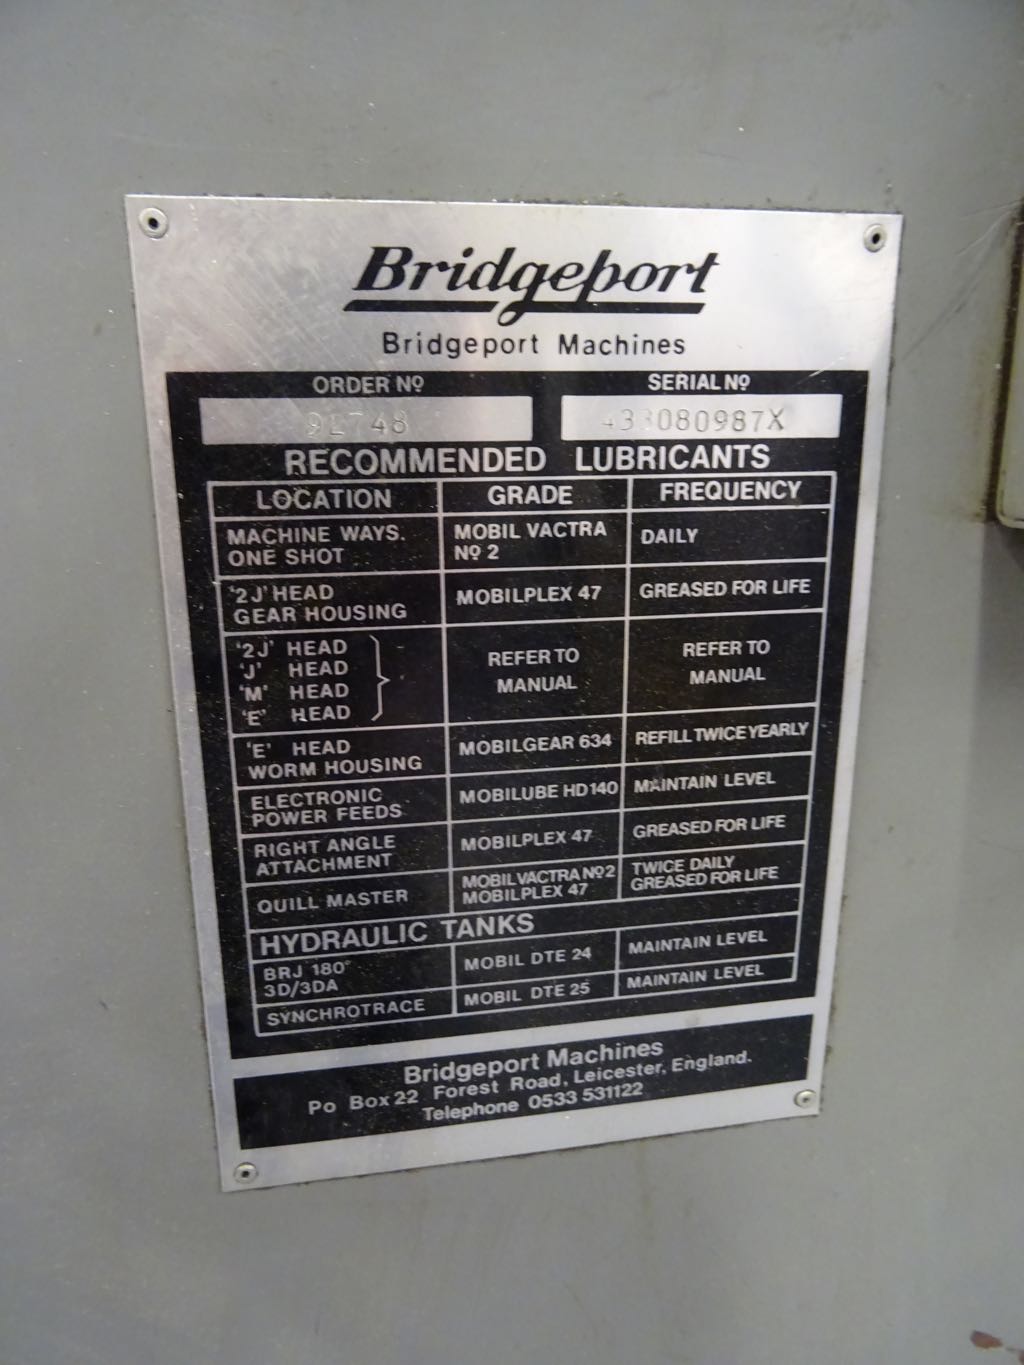 Bridgeport
Bridgeport Machines
ORDER Nº SERIAL Nº
433080987X
RECOMMENDED LUBRICANTS
LOCATION GRADE FREQUENCY
MACHINE WAYS. ONE SHOT MOBIL VACTRA Nº 2 DAILY
'2J' HEAD GEAR HOUSING MOBILPLEX 47 GREASED FOR LIFE
'2J' HEAD
'J' HEAD
'M' HEAD
'E' HEAD
REFER TO MANUAL REFER TO MANUAL
'E' HEAD WORM HOUSING MOBILGEAR 634 REFILL TWICE YEARLY
ELECTRONIC POWER FEEDS MOBILUBE HD 140 MAINTAIN LEVEL
RIGHT ANGLE ATTACHMENT MOBILPLEX 47 GREASED FOR LIFE
QUILL MASTER MOBIL VACTRA Nº2 MOBILPLEX 47 TWICE DAILY GREASED FOR LIFE
HYDRAULIC TANKS
BRJ 180° 3D/3DA MOBIL DTE 24 MAINTAIN LEVEL
SYNCHROTRACE MOBIL DTE 25 MAINTAIN LEVEL
Bridgeport Machines
Po Box 22 Forest Road, Leicester, England.
Telephone 0533 531122